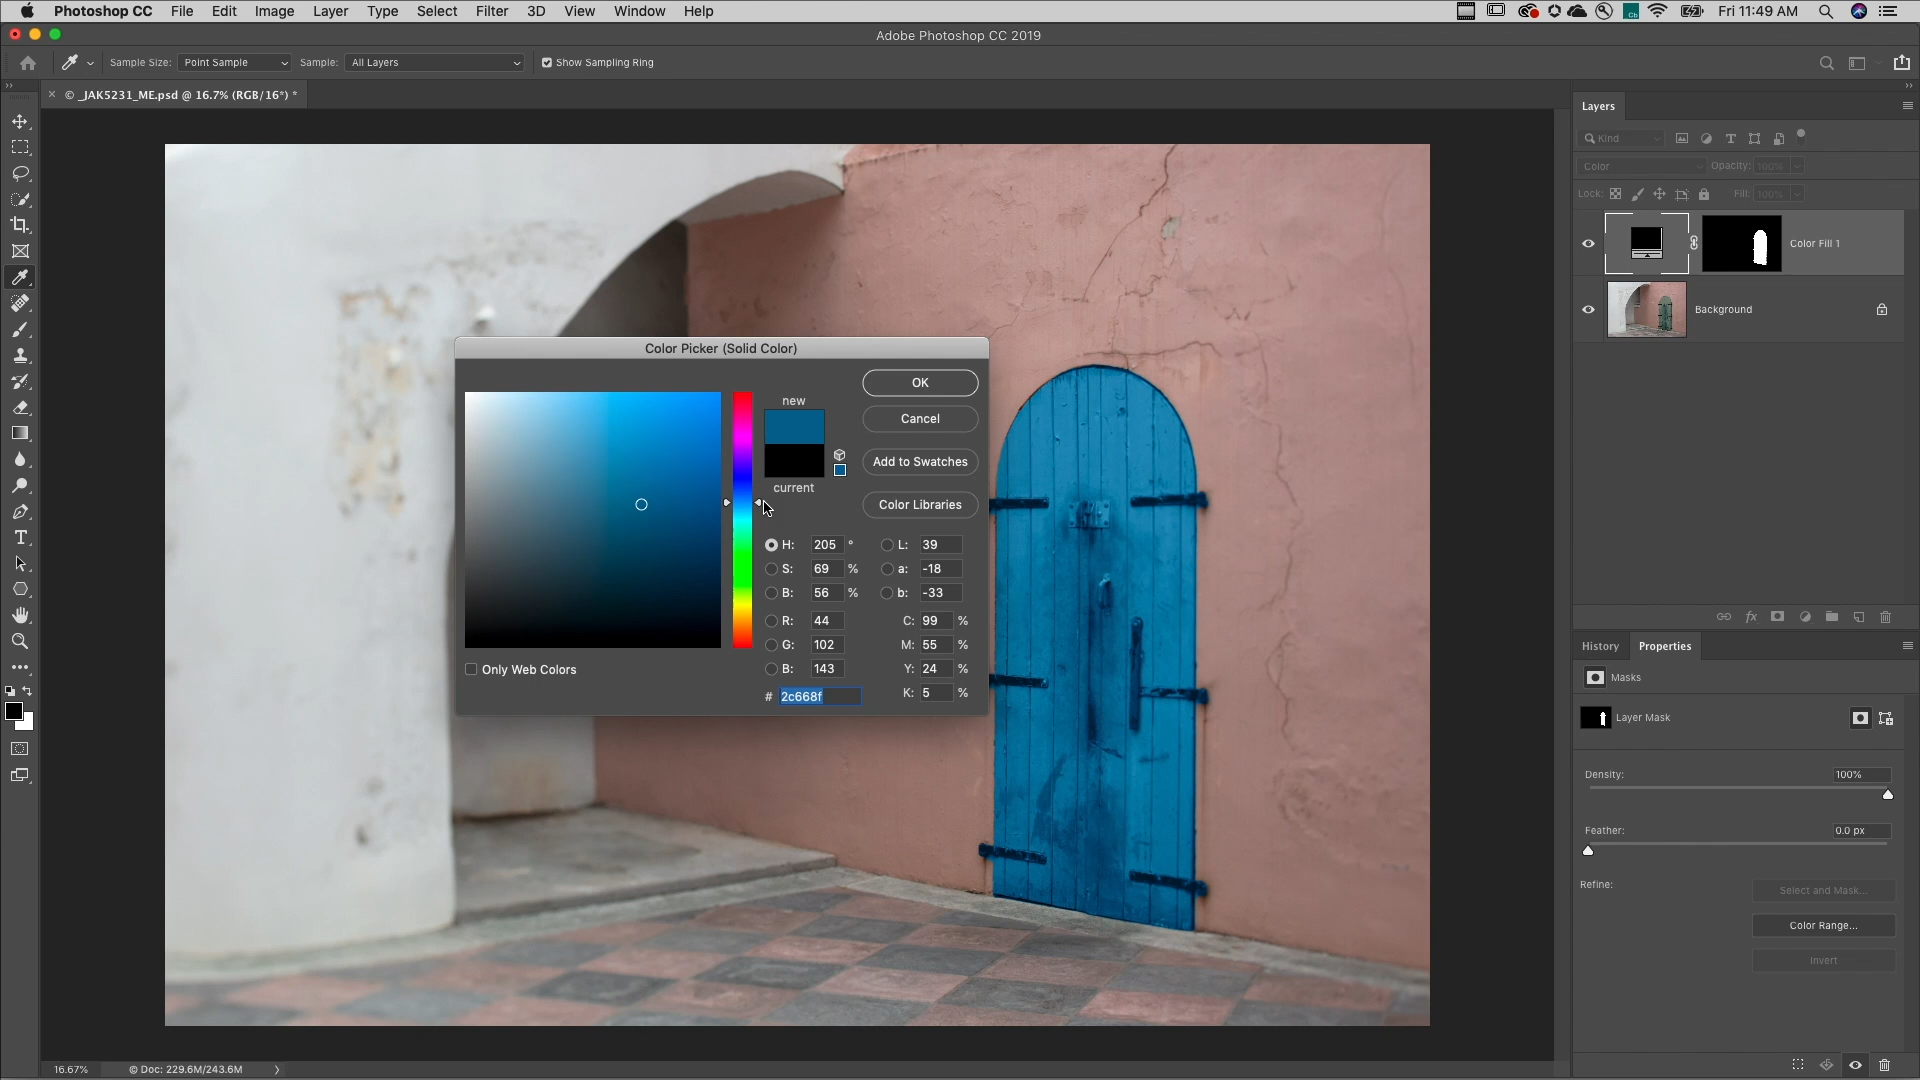 Photoshop CC File Edit Image Layer Type Select Filter 3D View Window Help Fri 11:49 AM
Adobe Photoshop CC 2019
Sample Size: Point Sample Sample: All Layers Show Sampling Ring
© _JAK5231_ME.psd @ 16.7% (RGB/16*) *
Layers
Kind
Color Opacity: 100%
Lock: Fill: 100%
Color Fill 1
Background
Color Picker (Solid Color)
new
current
OK
Cancel
Add to Swatches
Color Libraries
H: 205 ° L: 39
S: 69 % a: -18
B: 56 % b: -33
R: 44 C: 99 %
G: 102 M: 55 %
B: 143 Y: 24 %
Only Web Colors
# 2c668f K: 5 %
History Properties
Masks
Layer Mask
Density: 100%
Feather: 0.0 px
Refine: Select and Mask...
Color Range...
Invert
16.67% © Doc: 229.6M/243.6M